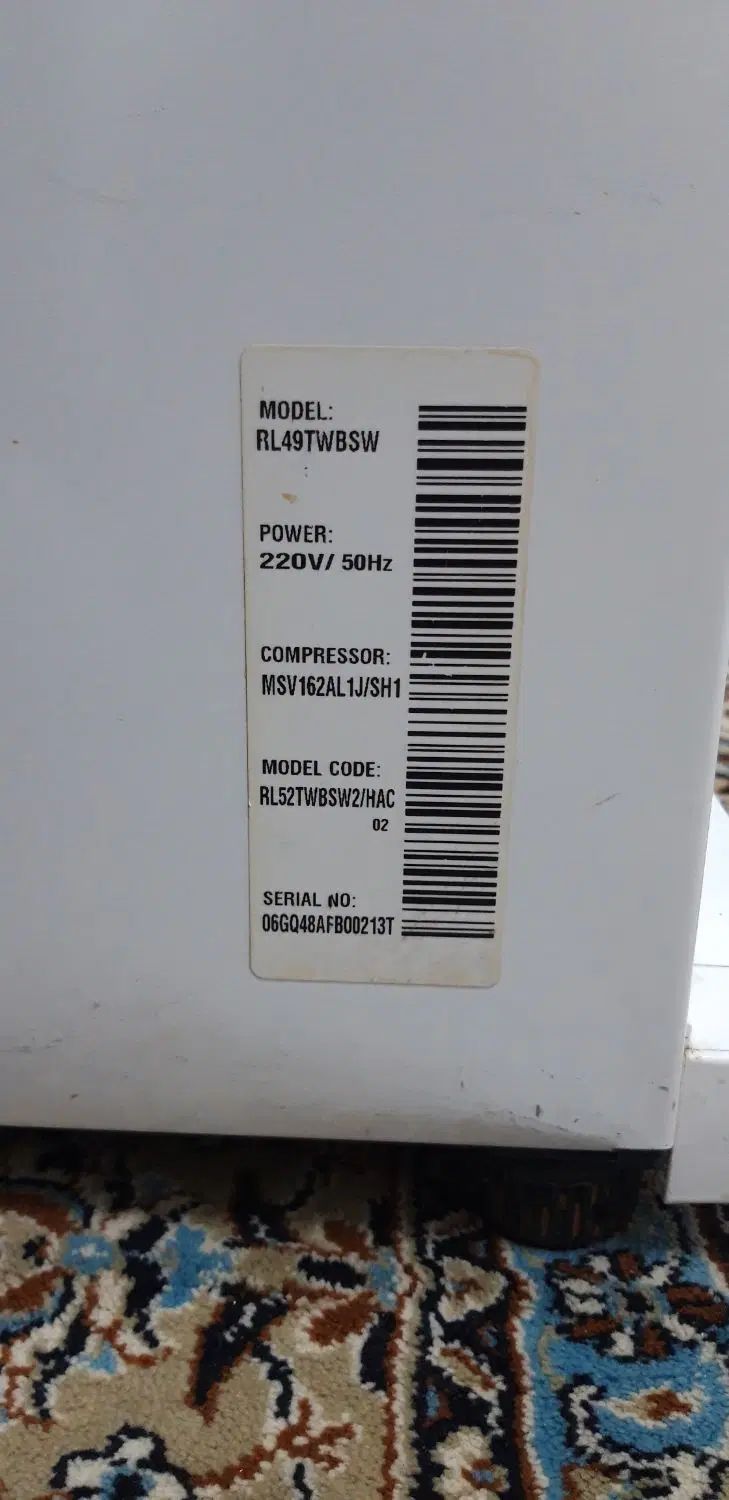 MODEL:
RL49TWBSW
POWER:
220V/ 50Hz
COMPRESSOR:
MSV162AL1J/SH1
MODEL CODE:
RL52TWBSW2/HAC
02
SERIAL NO:
06GQ48AFB00213T